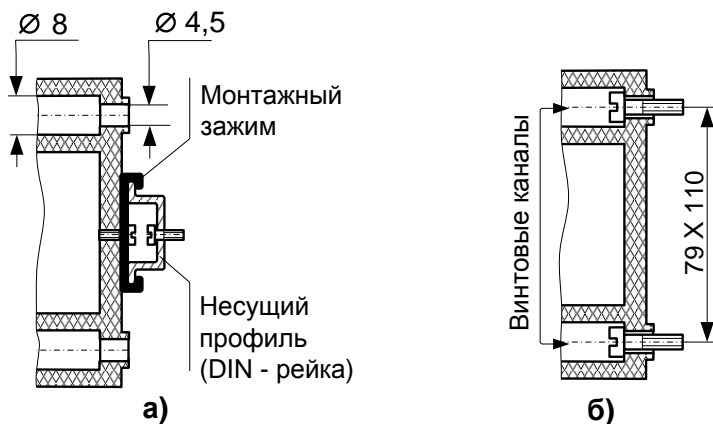 Ø 8
Ø 4,5
Монтажный
зажим
Несущий
профиль
(DIN - рейка)
а)
Винтовые каналы
79 X 110
б)